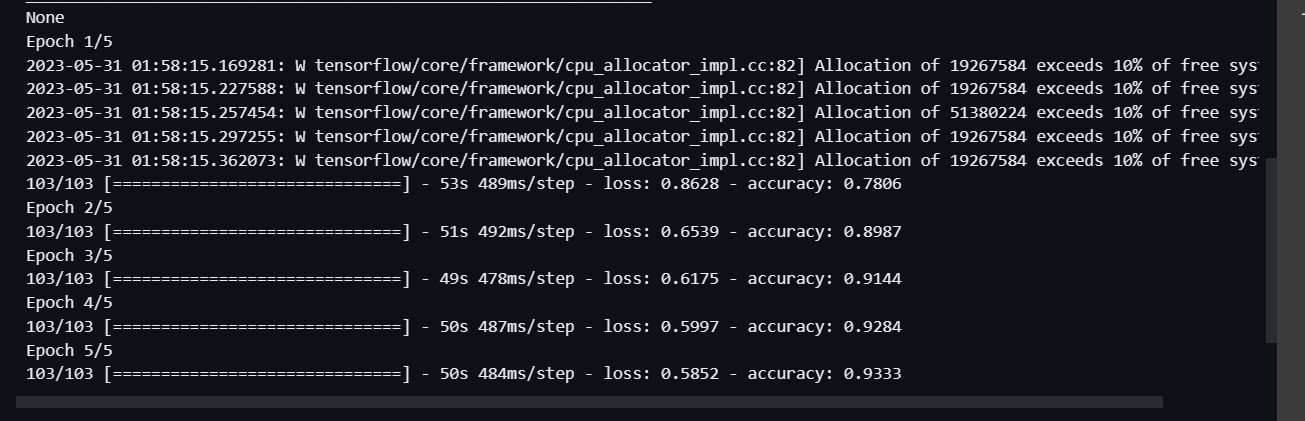 None
Epoch 1/5
2023-05-31 01:58:15.169281: W tensorflow/core/framework/cpu_allocator_impl.cc:82] Allocation of 19267584 exceeds 10% of free sys
2023-05-31 01:58:15.227588: W tensorflow/core/framework/cpu_allocator_impl.cc:82] Allocation of 19267584 exceeds 10% of free sys
2023-05-31 01:58:15.257454: W tensorflow/core/framework/cpu_allocator_impl.cc:82] Allocation of 51380224 exceeds 10% of free sys
2023-05-31 01:58:15.297255: W tensorflow/core/framework/cpu_allocator_impl.cc:82] Allocation of 19267584 exceeds 10% of free sys
2023-05-31 01:58:15.362073: W tensorflow/core/framework/cpu_allocator_impl.cc:82] Allocation of 19267584 exceeds 10% of free sys
103/103 [==============================] - 53s 489ms/step - loss: 0.8628 - accuracy: 0.7806
Epoch 2/5
103/103 [==============================] - 51s 492ms/step - loss: 0.6539 - accuracy: 0.8987
Epoch 3/5
103/103 [==============================] - 49s 478ms/step - loss: 0.6175 - accuracy: 0.9144
Epoch 4/5
103/103 [==============================] - 50s 487ms/step - loss: 0.5997 - accuracy: 0.9284
Epoch 5/5
103/103 [==============================] - 50s 484ms/step - loss: 0.5852 - accuracy: 0.9333